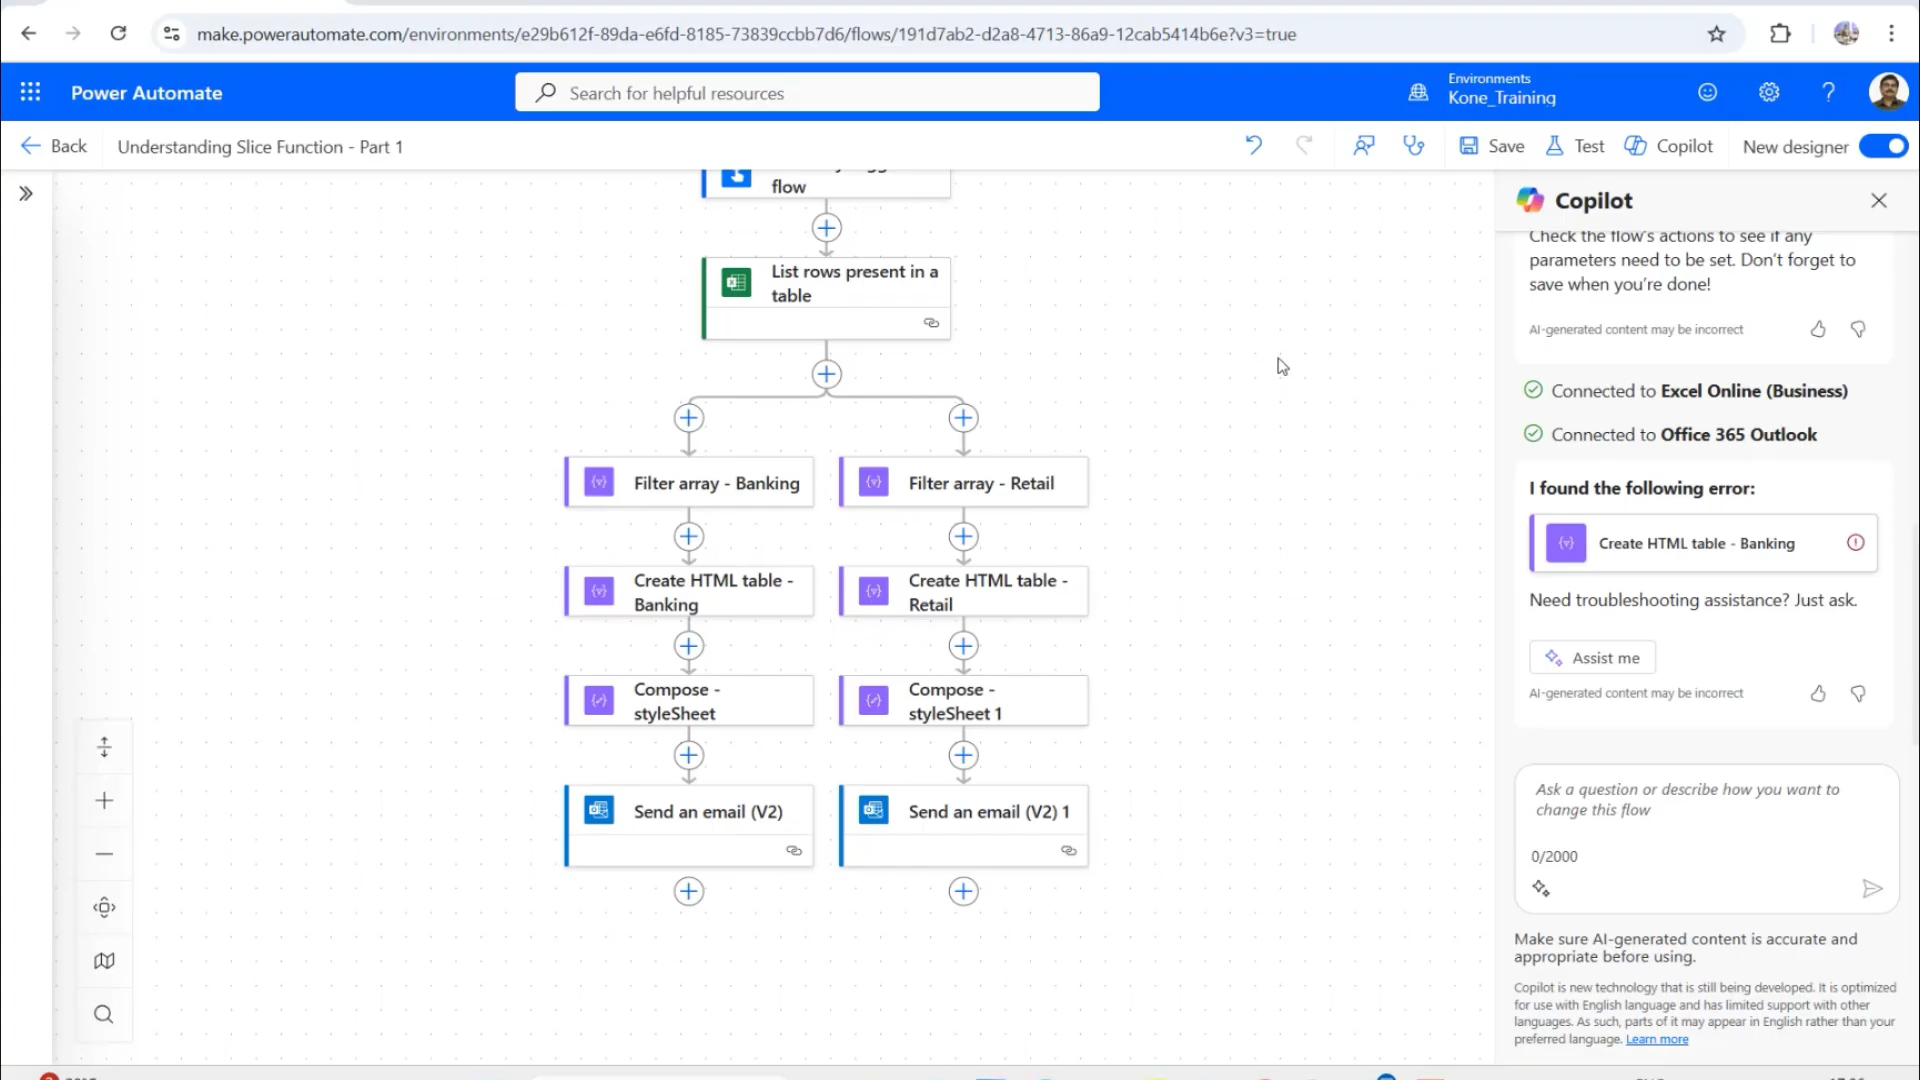 make.powerautomate.com/environments/e29b612f-89da-e6fd-8185-73839ccbb7d6/flows/191d7ab2-d2a8-4713-86a9-12cab5414b6e?v3=true
Power Automate
Search for helpful resources
Environments
Kone_Training
Back
Understanding Slice Function - Part 1
Save
Test
Copilot
New designer
flow
List rows present in a
table
Filter array - Banking
Filter array - Retail
Create HTML table -
Banking
Create HTML table -
Retail
Compose -
styleSheet
Compose -
styleSheet 1
Send an email (V2)
Send an email (V2) 1
Copilot
Check the flow's actions to see if any
parameters need to be set. Don't forget to
save when you're done!
AI-generated content may be incorrect
Connected to Excel Online (Business)
Connected to Office 365 Outlook
I found the following error:
Create HTML table - Banking
Need troubleshooting assistance? Just ask.
Assist me
AI-generated content may be incorrect
Ask a question or describe how you want to
change this flow
0/2000
Make sure AI-generated content is accurate and
appropriate before using.
Copilot is new technology that is still being developed. It is optimized
for use with English language and has limited support with other
languages. As such, parts of it may appear in English rather than your
preferred language. Learn more